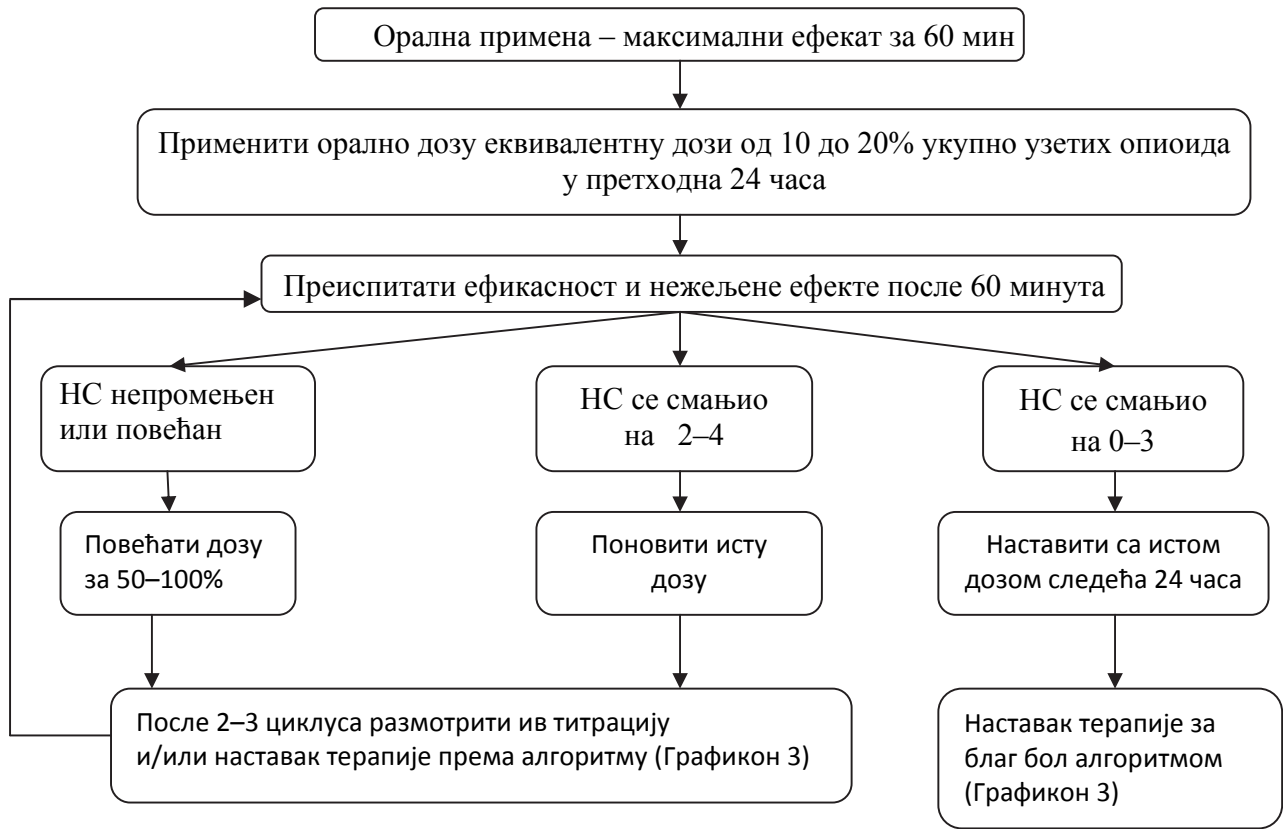 Орална примена – максимални ефекат за 60 мин
Применити орално дозу еквивалентну дози од 10 до 20% укупно узетих опиоида
у претходна 24 часа
Преиспитати ефикасност и нежељене ефекте после 60 минута
НС непромењен
или повећан
НС се смањио
на 2–4
НС се смањио
на 0–3
Повећати дозу
за 50–100%
Поновити исту
дозу
Наставити са истом
дозом следећа 24 часа
После 2–3 циклуса размотрити ив титрацију
и/или наставак терапије према алгоритму (Графикон 3)
Наставак терапије за
благ бол алгоритмом
(Графикон 3)